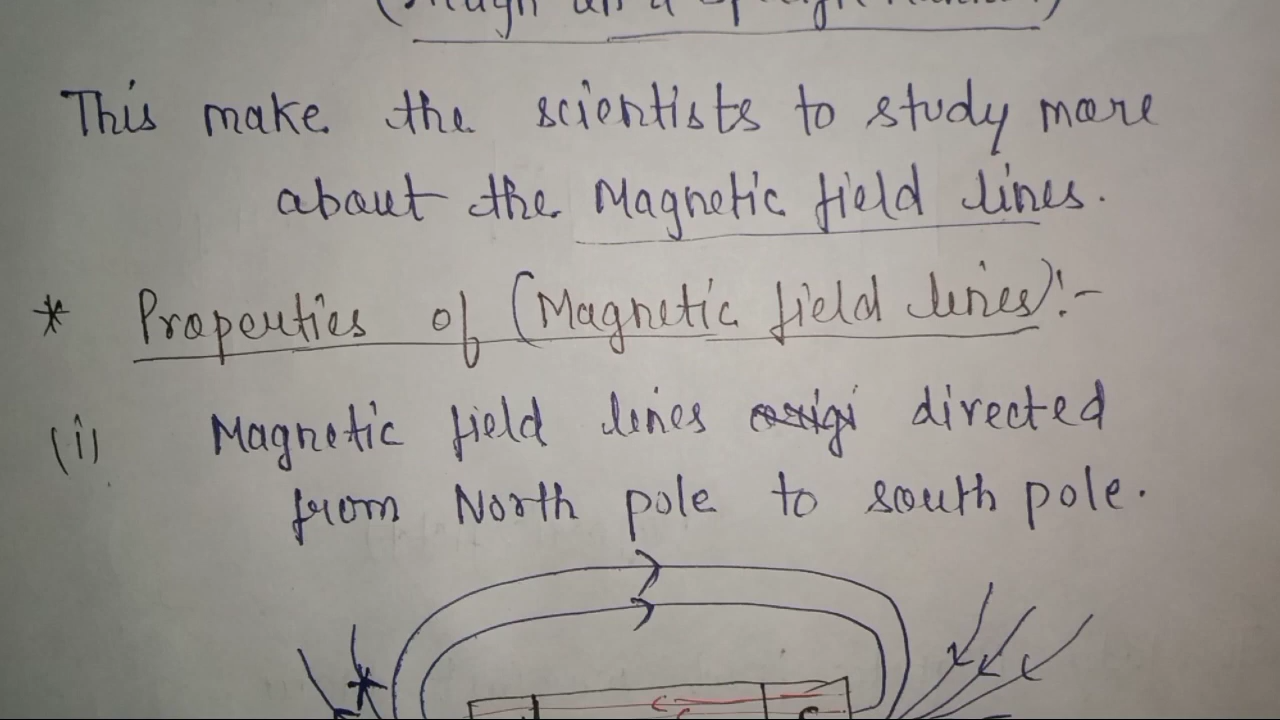 This make the scientists to study more
about the Magnetic field lines.
* Properties of (Magnetic field lines):-
(i) Magnetic field lines directed
from North pole to south pole.
S